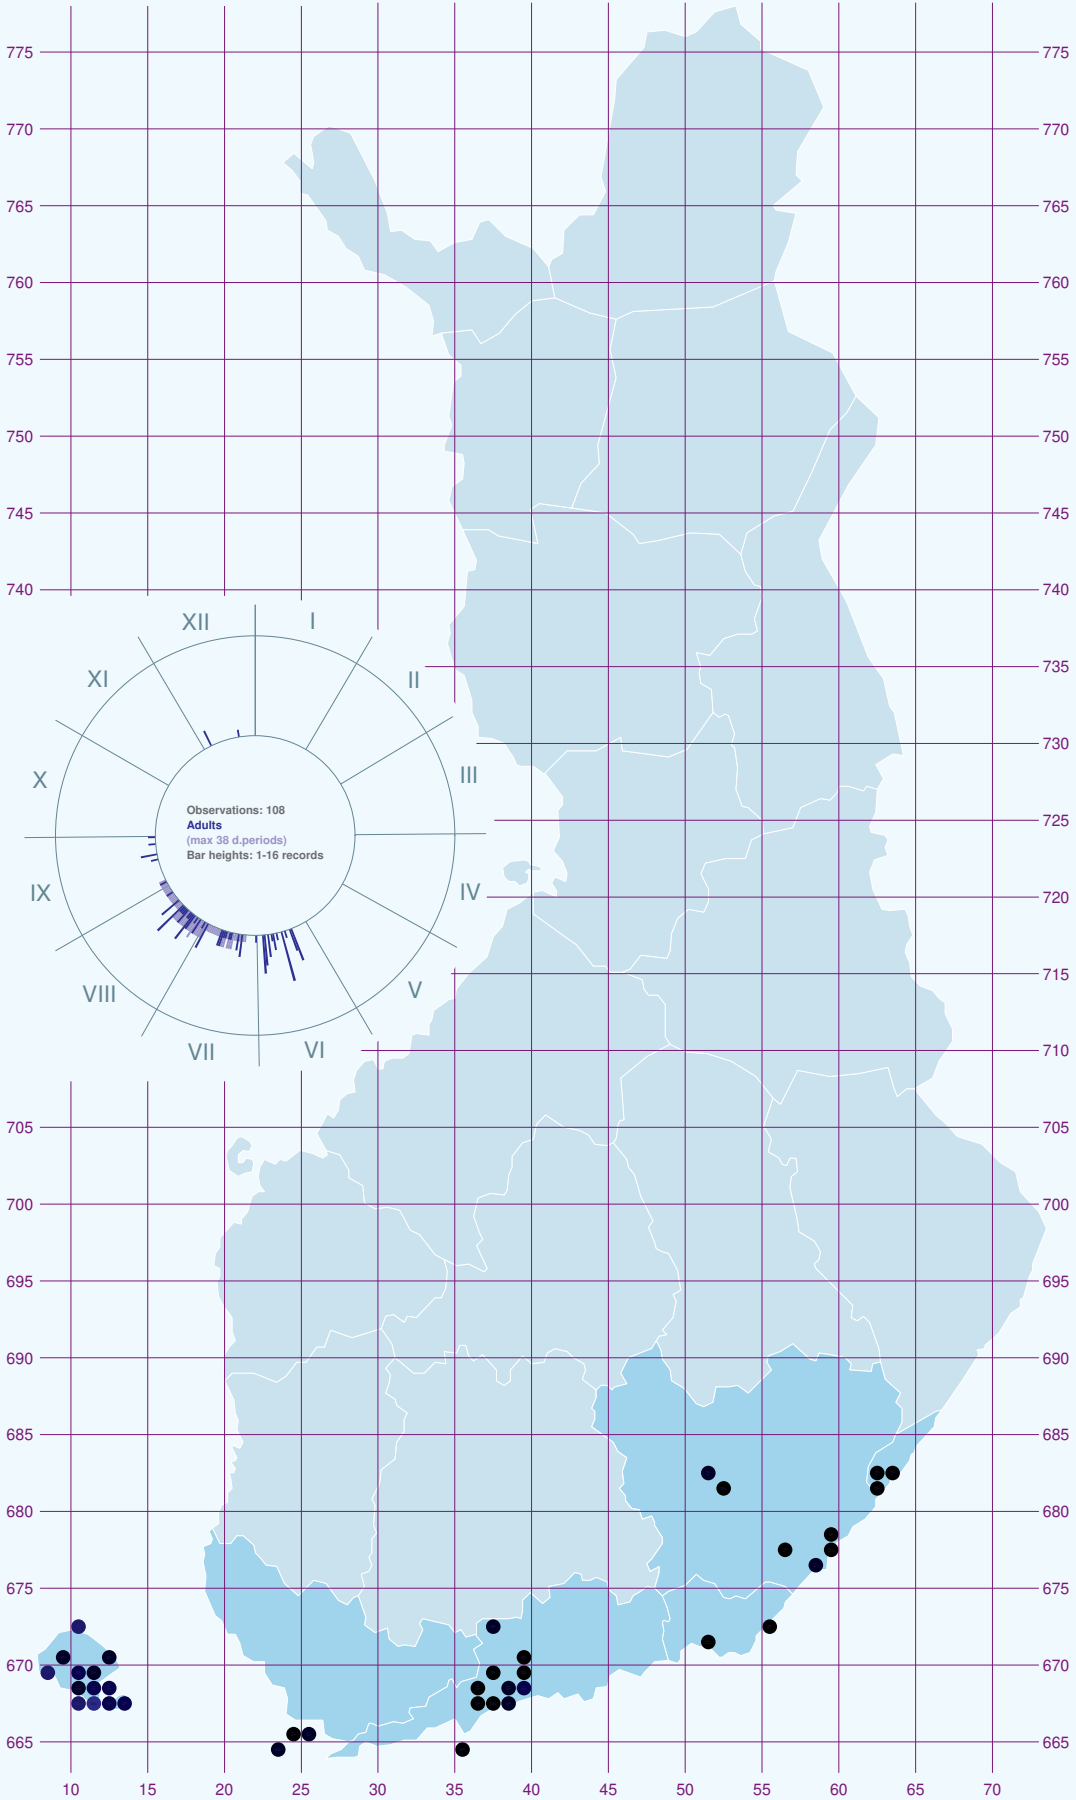 775 775
770 770
765 765
760 760
755 755
750 750
745 745
740 740
XII I
XI II
735
730
X III
Observations: 108
Adults
(max 38 d.periods)
Bar heights: 1-16 records
725
IX IV
720
715
VIII V
VII VI
710
705 705
700 700
695 695
690 690
685 685
680 680
675 675
670 670
665 665
10 15 20 25 30 35 40 45 50 55 60 65 70